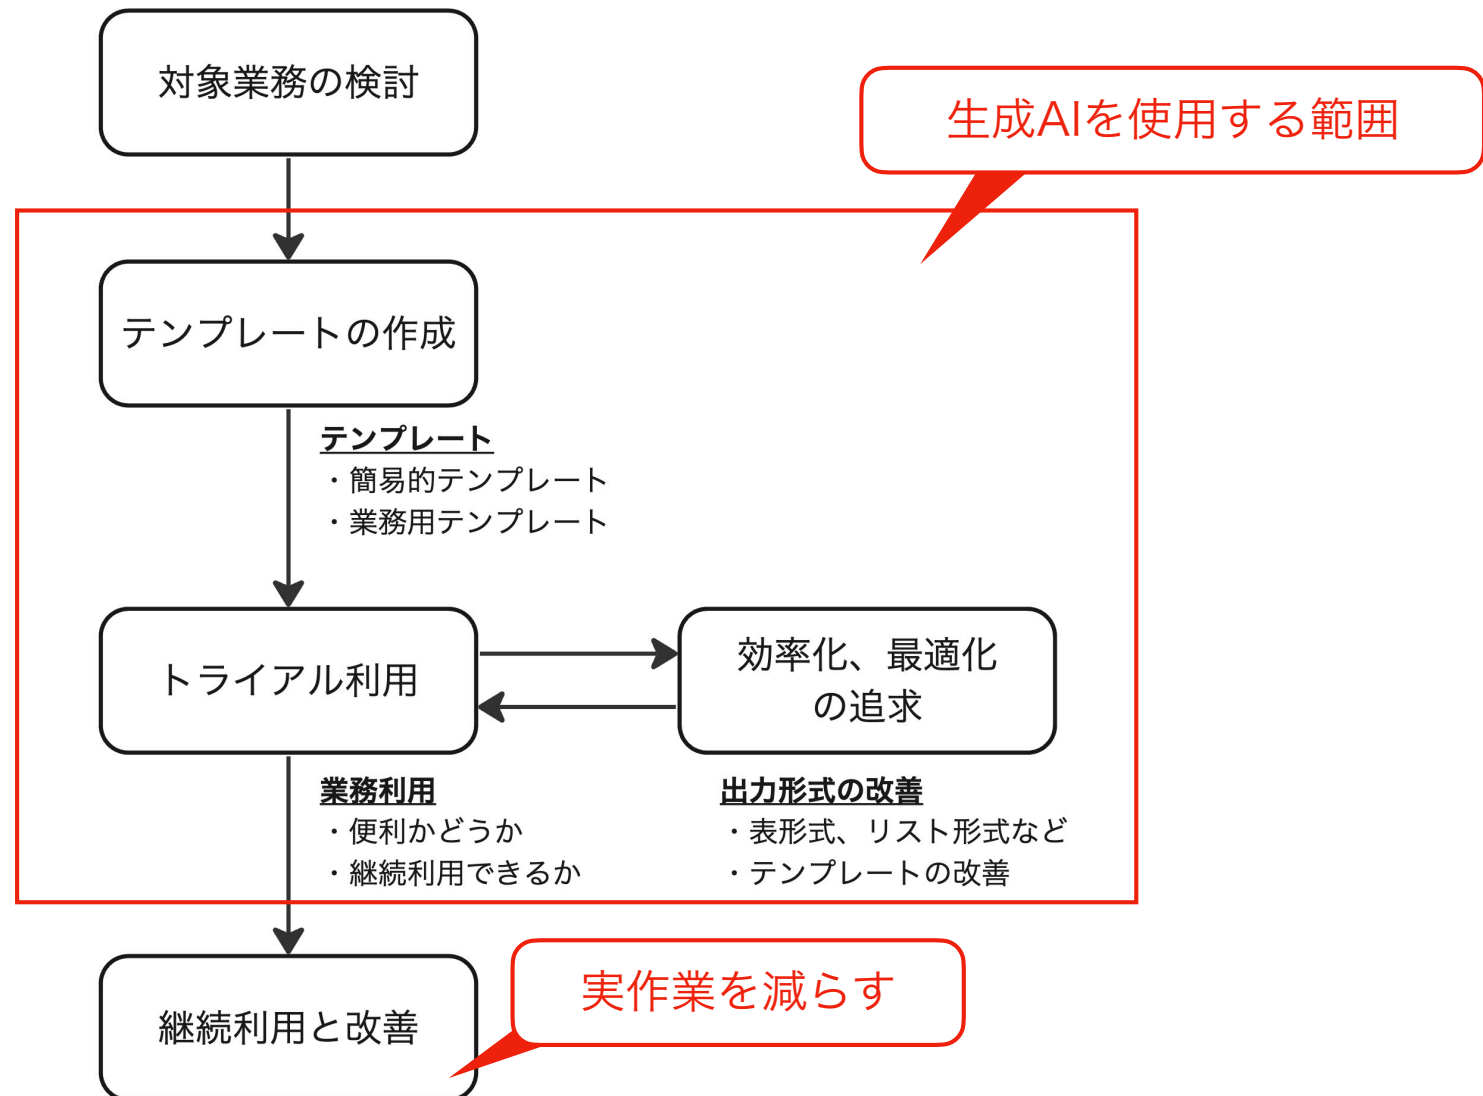 対象業務の検討
生成AIを使用する範囲
テンプレートの作成
テンプレート
・簡易的テンプレート
・業務用テンプレート
トライアル利用
効率化、最適化
の追求
業務利用
・便利かどうか
・継続利用できるか
出力形式の改善
・表形式、リスト形式など
・テンプレートの改善
実作業を減らす
継続利用と改善